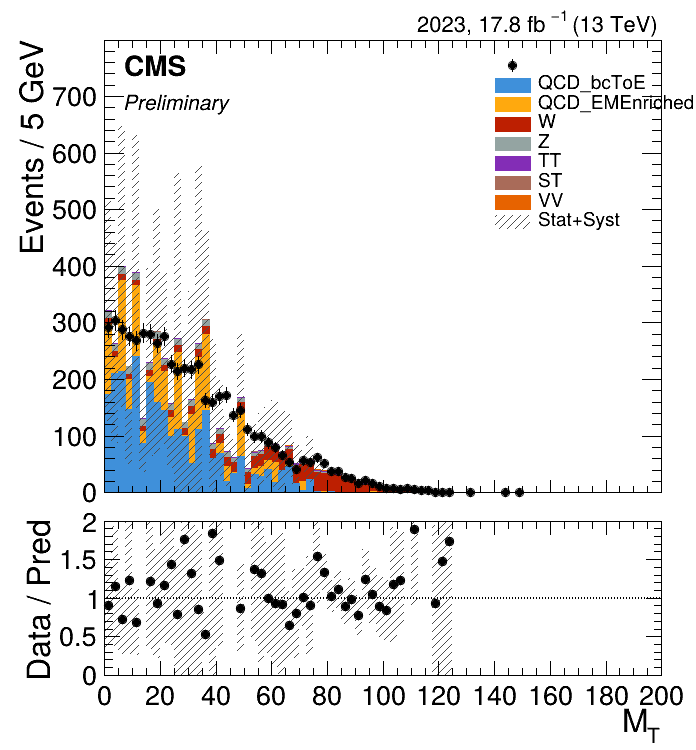 2023, 17.8 fb⁻¹ (13 TeV)
CMS
Preliminary
Events / 5 GeV
700
600
500
400
300
200
100
0
QCD_bcToE
QCD_EMEnriched
W
Z
TT
ST
VV
Stat+Syst
Data / Pred
2
1.5
1
0.5
0
0 20 40 60 80 100 120 140 160 180 200
M_T